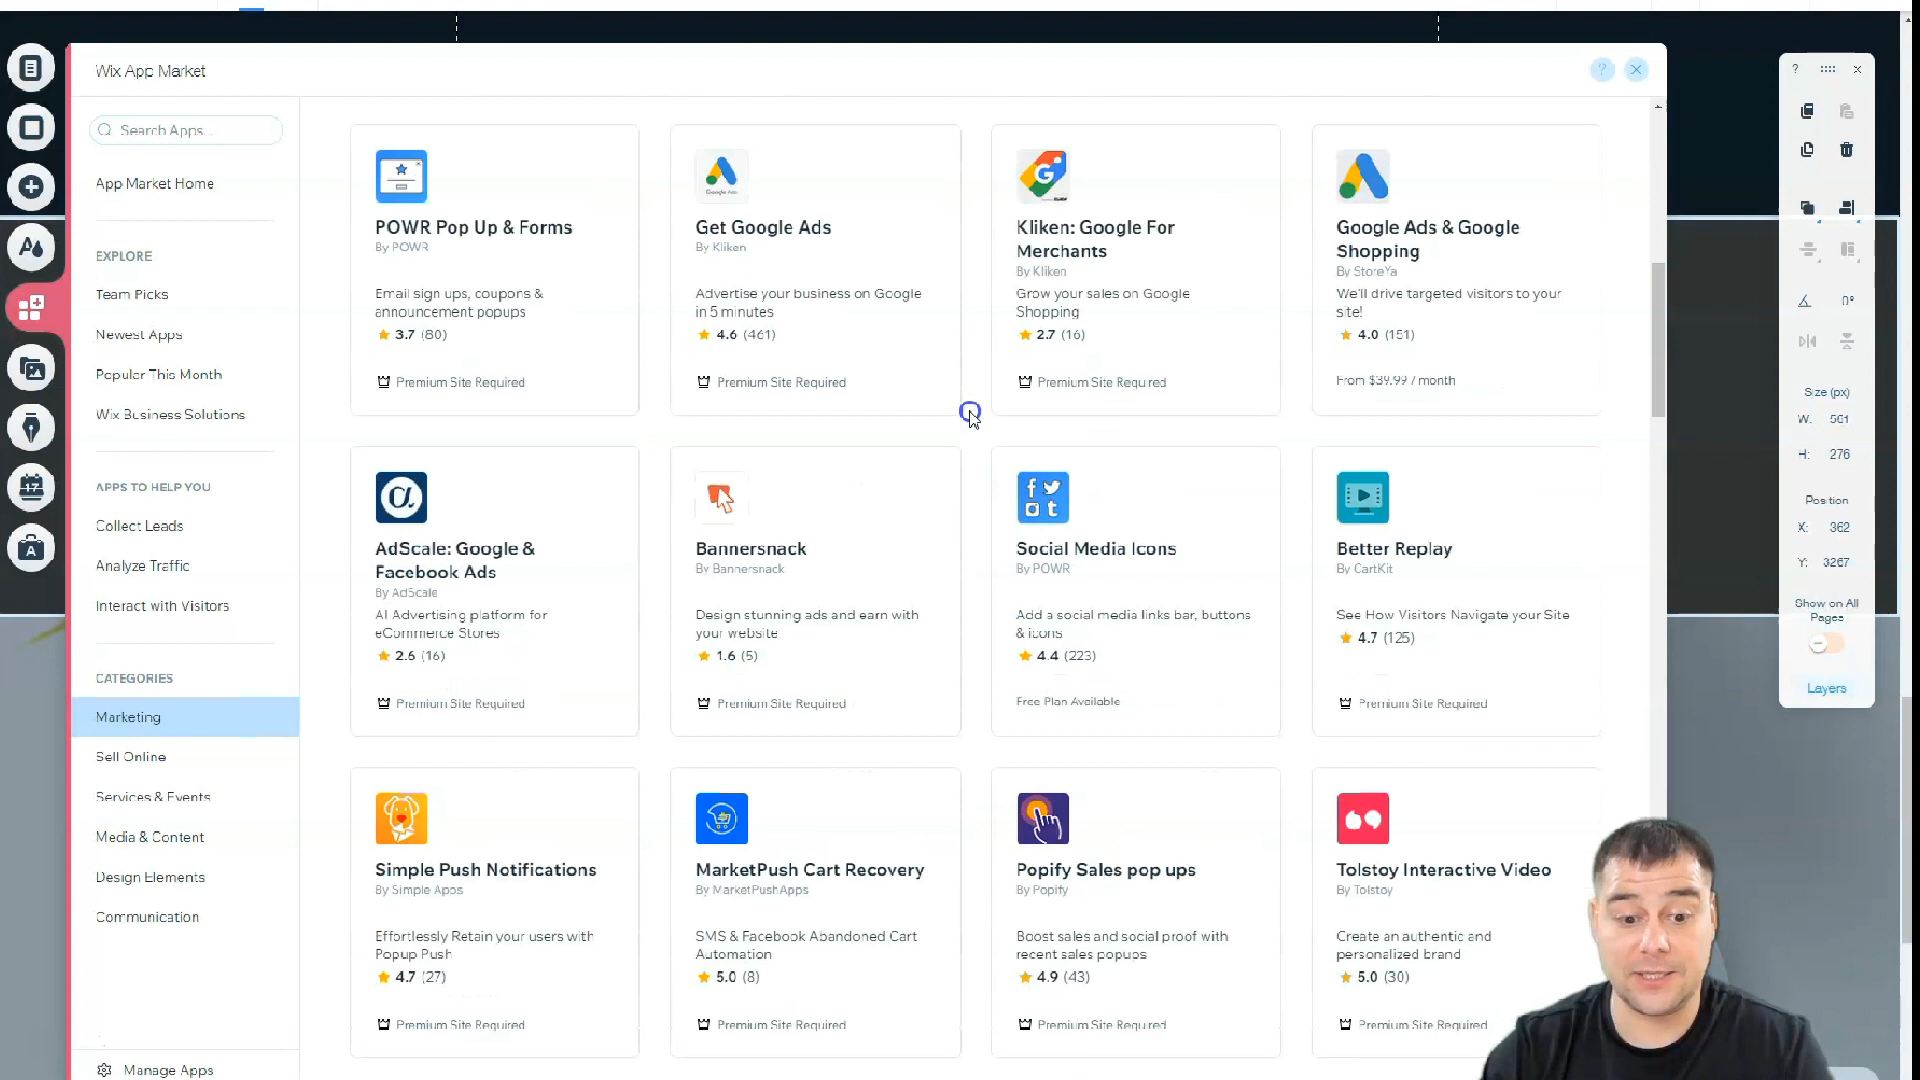 Wix App Market
?
Search Apps...
App Market Home
EXPLORE
Team Picks
Newest Apps
Popular This Month
Wix Business Solutions
APPS TO HELP YOU
Collect Leads
Analyze Traffic
Interact with Visitors
CATEGORIES
Marketing
Sell Online
Services & Events
Media & Content
Design Elements
Communication
Manage Apps
POWR Pop Up & Forms
By POWR
Email sign ups, coupons &
announcement popups
3.7 (80)
Premium Site Required
Google Ads
Get Google Ads
By Kliken
Advertise your business on Google
in 5 minutes
4.6 (461)
Premium Site Required
Kliken: Google For
Merchants
By Kliken
Grow your sales on Google
Shopping
2.7 (16)
Premium Site Required
Google Ads & Google
Shopping
By StoreYa
We'll drive targeted visitors to your
site!
4.0 (151)
From $39.99 / month
AdScale: Google &
Facebook Ads
By AdScale
AI Advertising platform for
eCommerce Stores
2.6 (16)
Premium Site Required
Bannersnack
By Bannersnack
Design stunning ads and earn with
your website
1.6 (5)
Premium Site Required
Social Media Icons
By POWR
Add a social media links bar, buttons
& icons
4.4 (223)
Free Plan Available
Better Replay
By CartKit
See How Visitors Navigate your Site
4.7 (125)
Premium Site Required
Simple Push Notifications
By Simple Apps
Effortlessly Retain your users with
Popup Push
4.7 (27)
Premium Site Required
MarketPush Cart Recovery
By MarketPushApps
SMS & Facebook Abandoned Cart
Automation
5.0 (8)
Premium Site Required
Popify Sales pop ups
By Popify
Boost sales and social proof with
recent sales popups
4.9 (43)
Premium Site Required
Tolstoy Interactive Video
By Tolstoy
Create an authentic and
personalized brand
5.0 (30)
Premium Site Required
?
0°
Size (px)
W: 561
H: 276
Position
X: 362
Y: 3267
Show on All
Pages
Layers
17
A